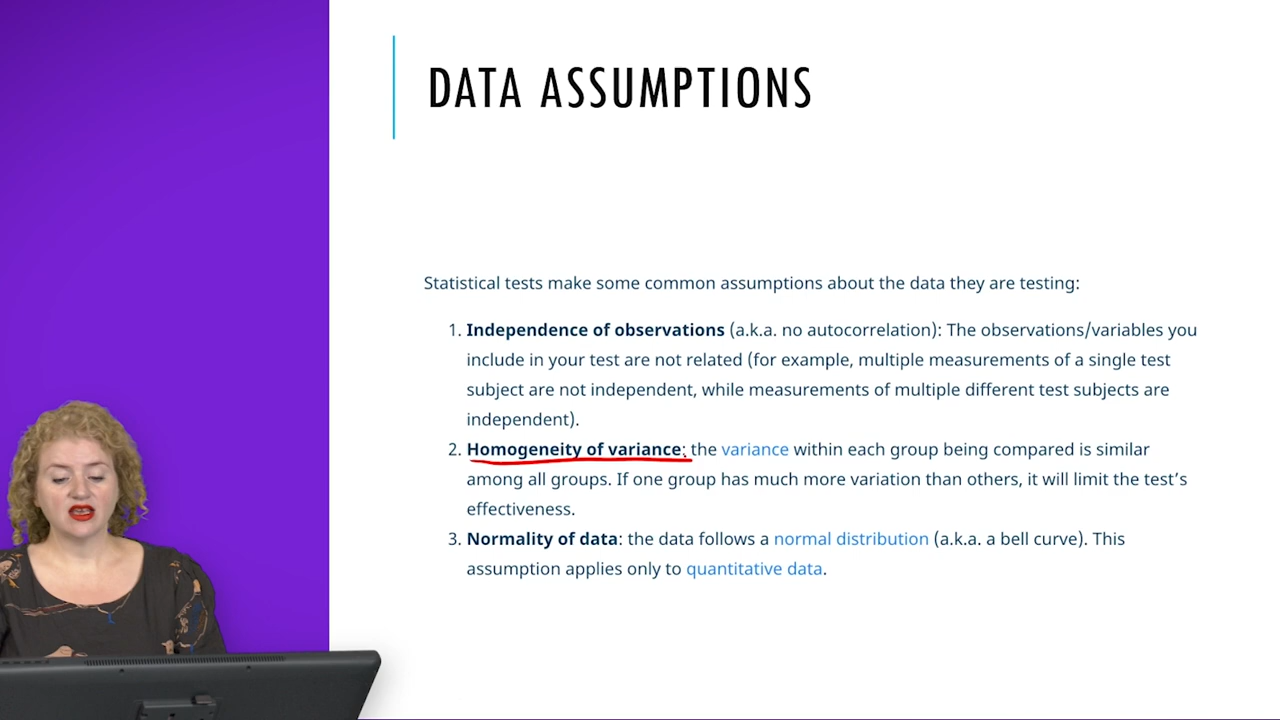 DATA ASSUMPTIONS
Statistical tests make some common assumptions about the data they are testing:
1. Independence of observations (a.k.a. no autocorrelation): The observations/variables you
include in your test are not related (for example, multiple measurements of a single test
subject are not independent, while measurements of multiple different test subjects are
independent).
2. Homogeneity of variance: the variance within each group being compared is similar
among all groups. If one group has much more variation than others, it will limit the test’s
effectiveness.
3. Normality of data: the data follows a normal distribution (a.k.a. a bell curve). This
assumption applies only to quantitative data.